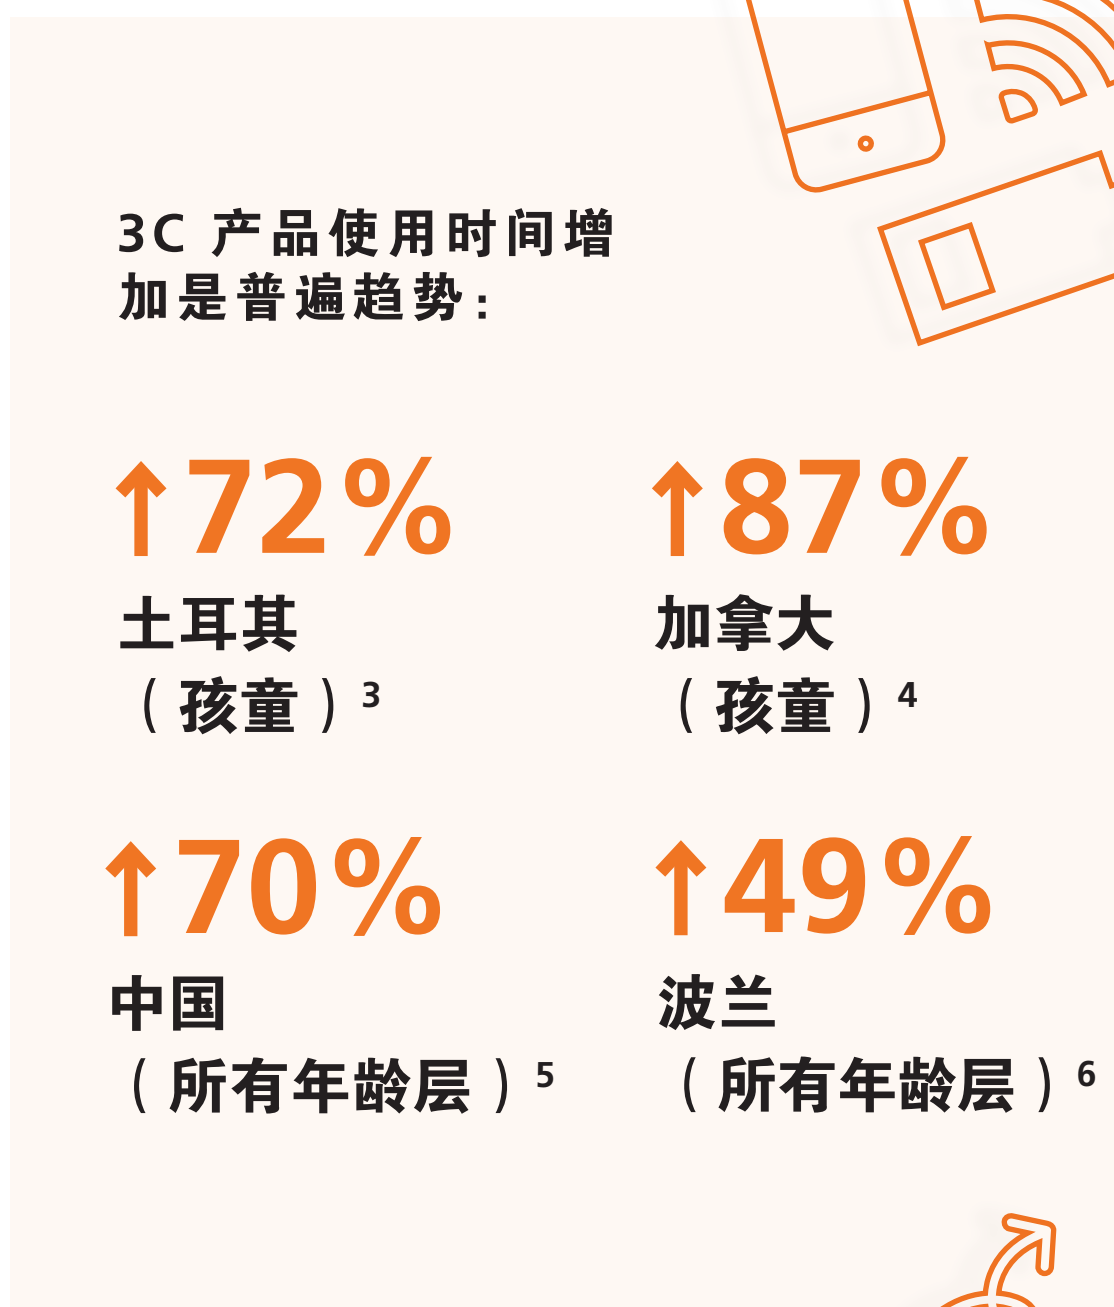 3C 产品使用时间增
加是普遍趋势：
↑72%
土耳其
（孩童）3
↑87%
加拿大
（孩童）4
↑70%
中国
（所有年龄层）5
↑49%
波兰
（所有年龄层）6